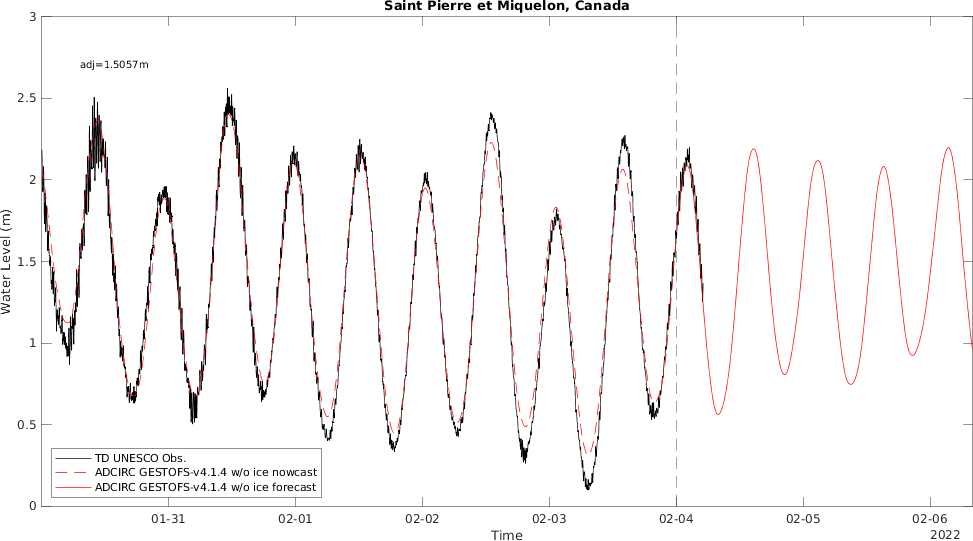 Saint Pierre et Miquelon, Canada
3
adj=1.5057m
2.5
2
1.5
1
0.5
0
Water Level (m)
TD UNESCO Obs.
ADCIRC GESTOFS-v4.1.4 w/o ice nowcast
ADCIRC GESTOFS-v4.1.4 w/o ice forecast
01-31 02-01 02-02 02-03 02-04 02-05 02-06
Time
2022